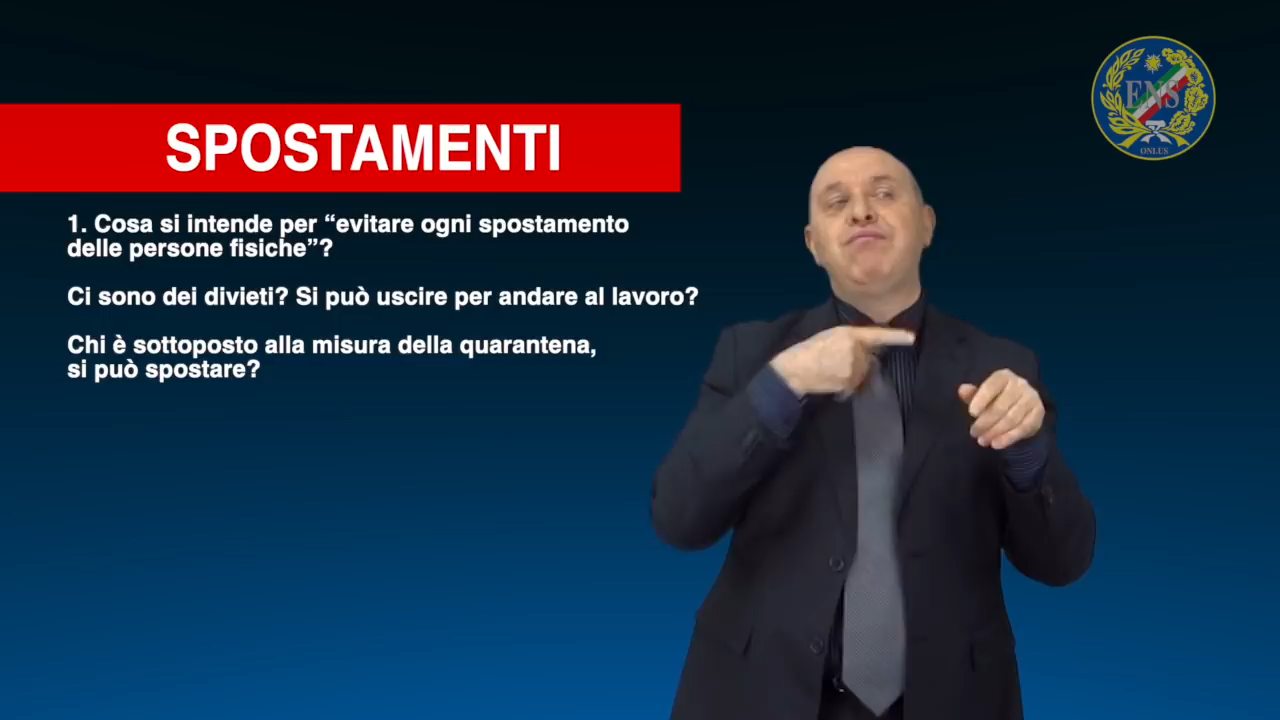 ENS
ONLUS
SPOSTAMENTI
1. Cosa si intende per “evitare ogni spostamento
delle persone fisiche”?
Ci sono dei divieti? Si può uscire per andare al lavoro?
Chi è sottoposto alla misura della quarantena,
si può spostare?